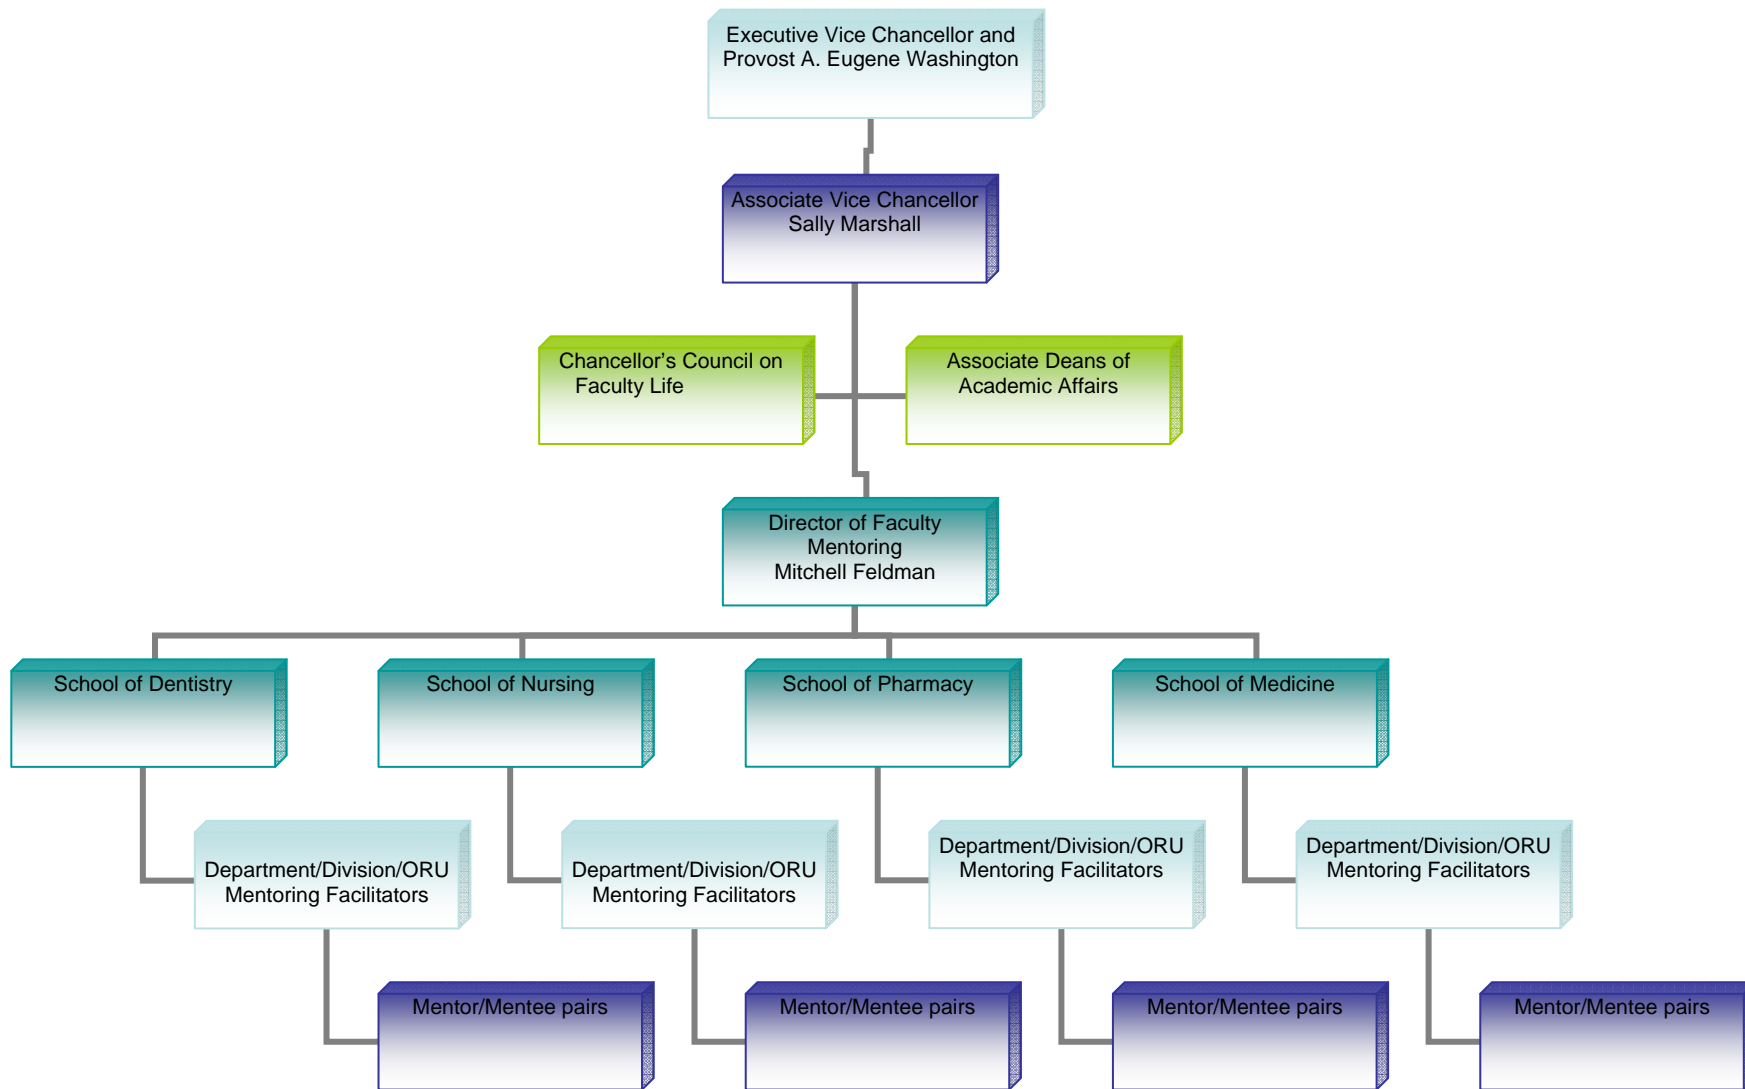 Executive Vice Chancellor and
Provost A. Eugene Washington
Associate Vice Chancellor
Sally Marshall
Chancellor’s Council on
Faculty Life
Associate Deans of
Academic Affairs
Director of Faculty
Mentoring
Mitchell Feldman
School of Dentistry
School of Nursing
School of Pharmacy
School of Medicine
Department/Division/ORU
Mentoring Facilitators
Department/Division/ORU
Mentoring Facilitators
Department/Division/ORU
Mentoring Facilitators
Department/Division/ORU
Mentoring Facilitators
Mentor/Mentee pairs
Mentor/Mentee pairs
Mentor/Mentee pairs
Mentor/Mentee pairs